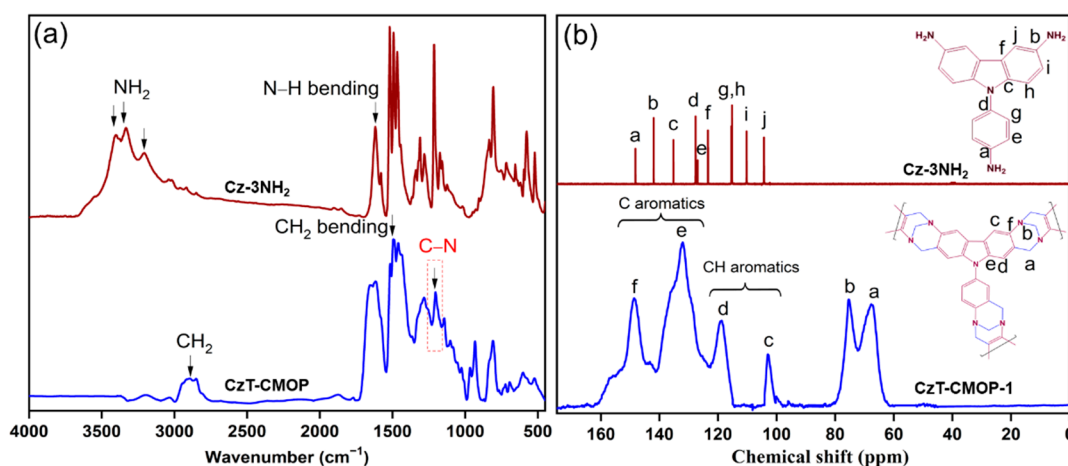 (a)
NH2
N–H bending
Cz-3NH2
CH2 bending
C–N
CH2
CzT-CMOP
4000 3500 3000 2500 2000 1500 1000 500
Wavenumber (cm−1)
(b)
a b c d e f g,h i j
H2N j b NH2
f
i
c h
d
g
e
a
NH2
Cz-3NH2
C aromatics
CH aromatics
f e d c b a
c f N N b N N
N e d a
N N
CzT-CMOP-1
160 140 120 100 80 60 40 20 0
Chemical shift (ppm)